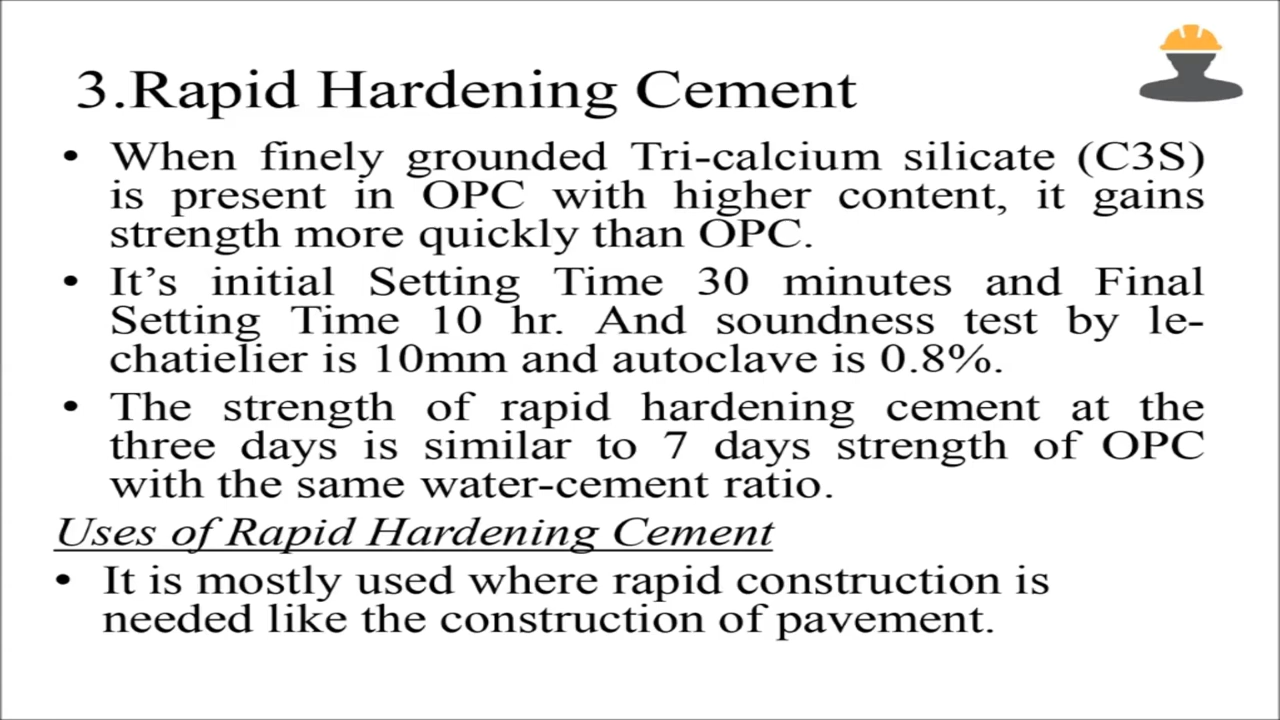 3.Rapid Hardening Cement
• When finely grounded Tri-calcium silicate (C3S)
is present in OPC with higher content, it gains
strength more quickly than OPC.
• It’s initial Setting Time 30 minutes and Final
Setting Time 10 hr. And soundness test by le-
chatielier is 10mm and autoclave is 0.8%.
• The strength of rapid hardening cement at the
three days is similar to 7 days strength of OPC
with the same water-cement ratio.
Uses of Rapid Hardening Cement
• It is mostly used where rapid construction is
needed like the construction of pavement.